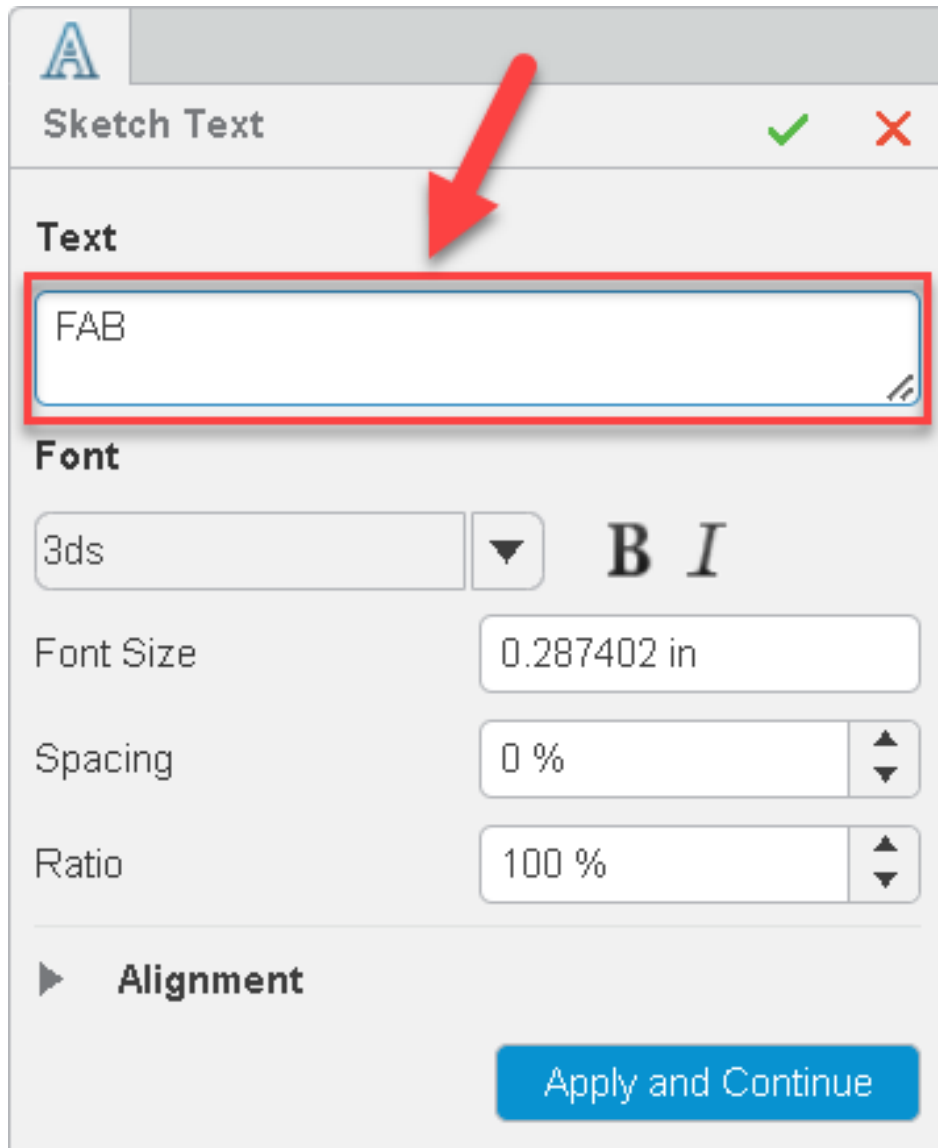 Sketch Text
Text
FAB
Font
3ds
B I
Font Size 0.287402 in
Spacing 0 %
Ratio 100 %
Alignment
Apply and Continue